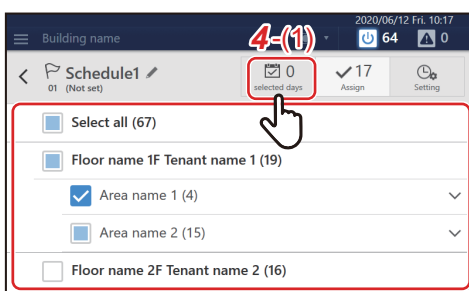 2020/06/12 Fri. 10:17
Building name
4-(1)
64
0
Schedule1
01 (Not set)
0
selected days
17
Assign
Setting
Select all (67)
Floor name 1F Tenant name 1 (19)
Area name 1 (4)
Area name 2 (15)
Floor name 2F Tenant name 2 (16)